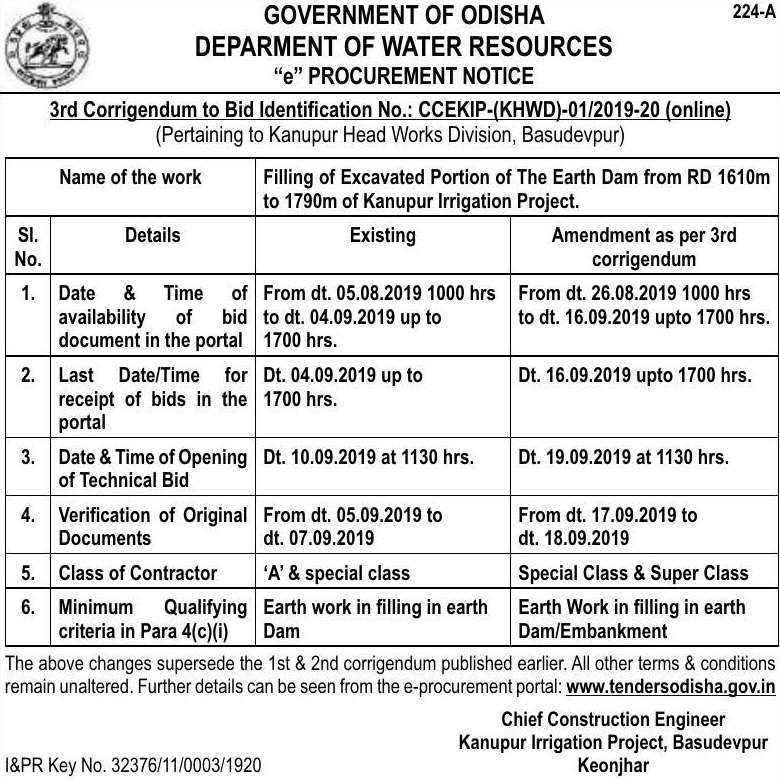 GOVERNMENT OF ODISHA
224-A
DEPARMENT OF WATER RESOURCES
“e” PROCUREMENT NOTICE
3rd Corrigendum to Bid Identification No.: CCEKIP-(KHWD)-01/2019-20 (online)
(Pertaining to Kanupur Head Works Division, Basudevpur)
Name of the work
Filling of Excavated Portion of The Earth Dam from RD 1610m
to 1790m of Kanupur Irrigation Project.
Sl.
No.
Details
Existing
Amendment as per 3rd
corrigendum
1.
Date & Time of
availability of bid
document in the portal
From dt. 05.08.2019 1000 hrs
to dt. 04.09.2019 up to
1700 hrs.
From dt. 26.08.2019 1000 hrs
to dt. 16.09.2019 upto 1700 hrs.
2.
Last Date/Time for
receipt of bids in the
portal
Dt. 04.09.2019 up to
1700 hrs.
Dt. 16.09.2019 upto 1700 hrs.
3.
Date & Time of Opening
of Technical Bid
Dt. 10.09.2019 at 1130 hrs.
Dt. 19.09.2019 at 1130 hrs.
4.
Verification of Original
Documents
From dt. 05.09.2019 to
dt. 07.09.2019
From dt. 17.09.2019 to
dt. 18.09.2019
5.
Class of Contractor
‘A’ & special class
Special Class & Super Class
6.
Minimum Qualifying
criteria in Para 4(c)(i)
Earth work in filling in earth
Dam
Earth Work in filling in earth
Dam/Embankment
The above changes supersede the 1st & 2nd corrigendum published earlier. All other terms & conditions
remain unaltered. Further details can be seen from the e-procurement portal: www.tendersodisha.gov.in
Chief Construction Engineer
Kanupur Irrigation Project, Basudevpur
Keonjhar
I&PR Key No. 32376/11/0003/1920